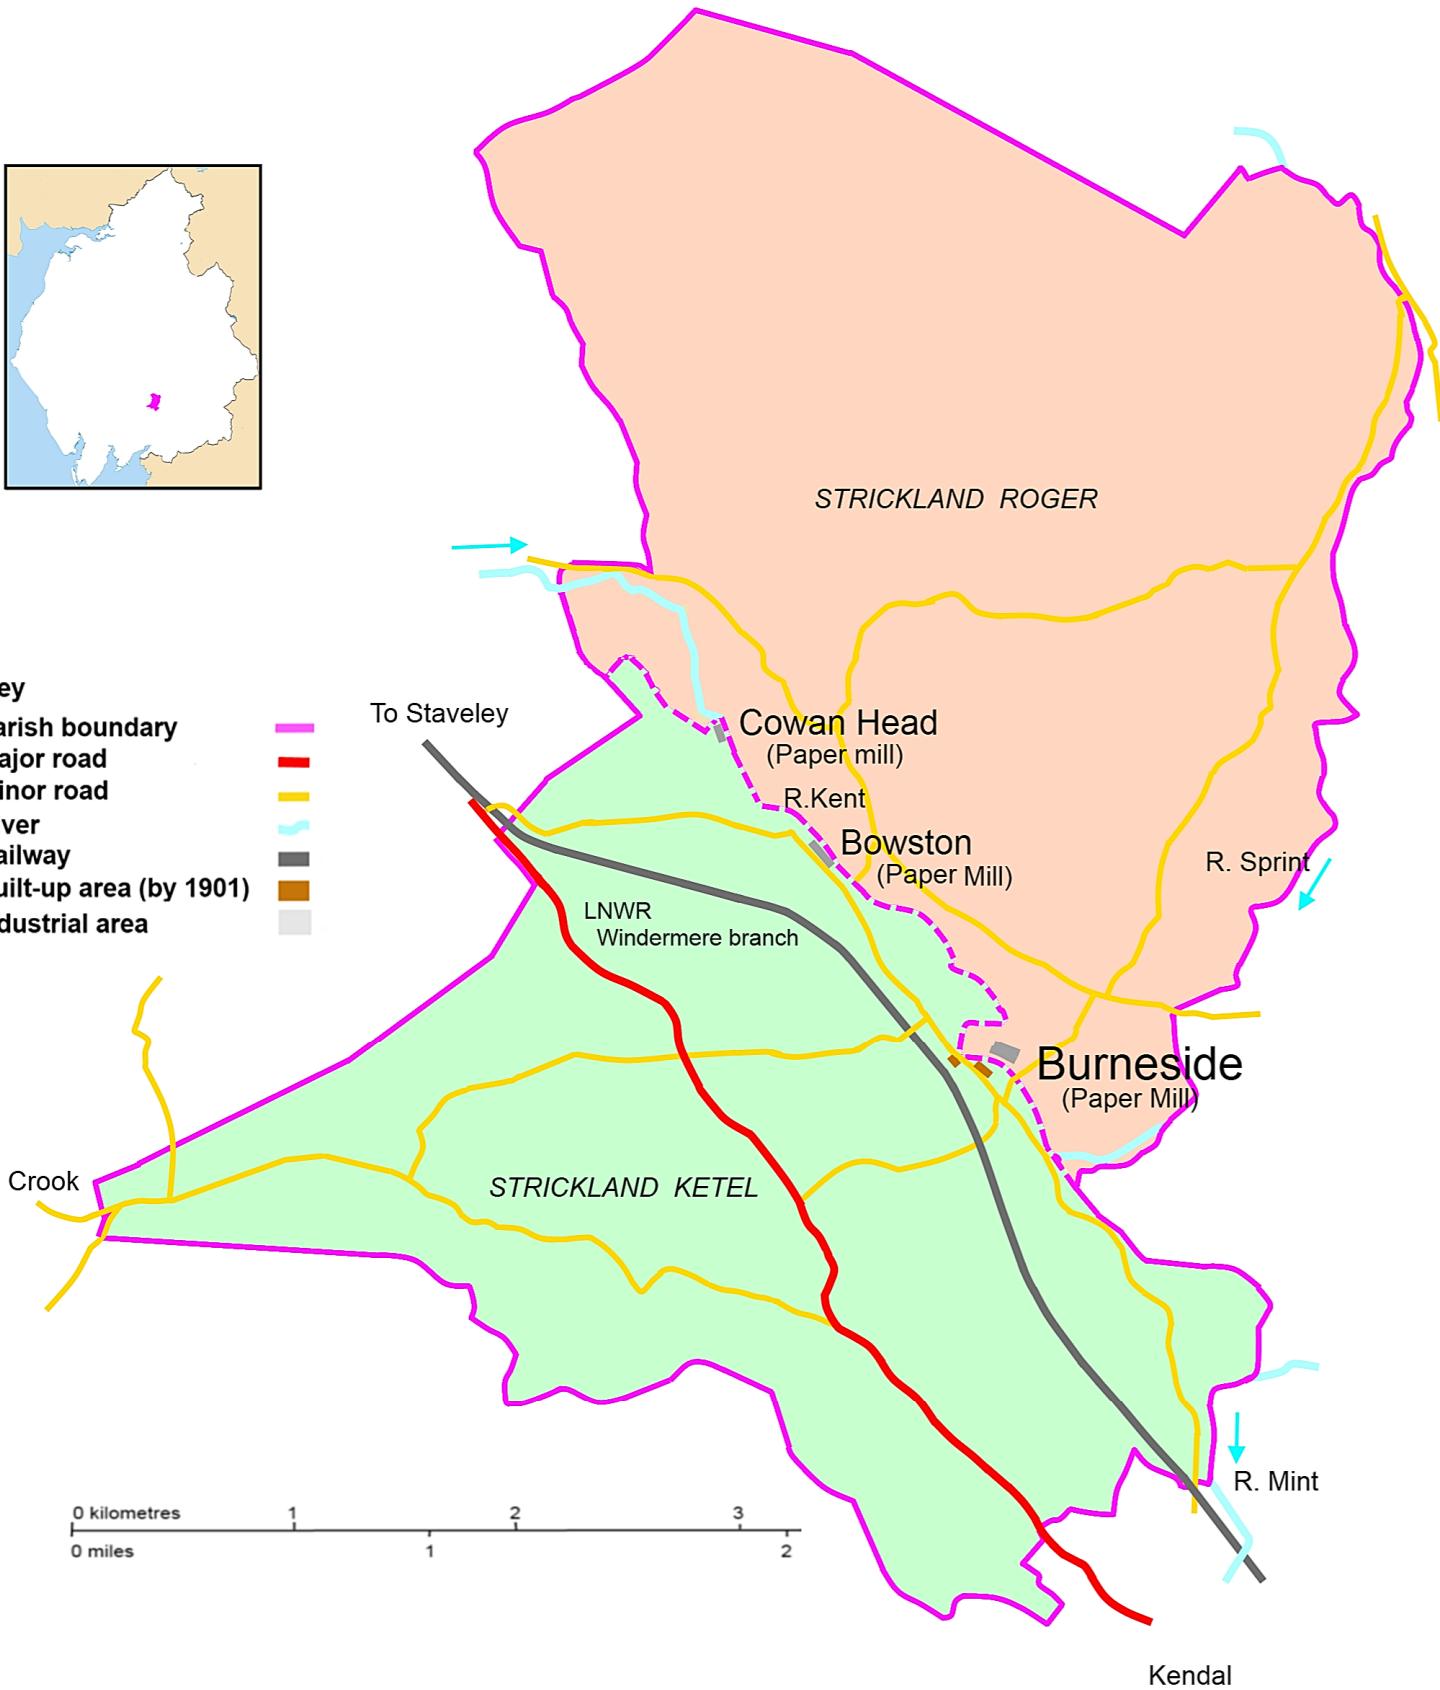 STRICKLAND ROGER
ey
arish boundary
ajor road
inor road
ver
ailway
uilt-up area (by 1901)
dustrial area
To Staveley
Cowan Head
(Paper mill)
R.Kent
Bowston
(Paper Mill)
R. Sprint
LNWR
Windermere branch
Burneside
(Paper Mill)
Crook
STRICKLAND KETEL
R. Mint
0 kilometres 1 2 3
0 miles 1 2
Kendal